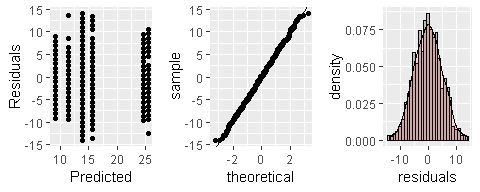 Residuals
15
10
5
0
-5
-10
-15
10 15 20 25
Predicted
sample
15
10
5
0
-5
-10
-15
-2 0 2
theoretical
density
0.075
0.050
0.025
0.000
-10 0 10
residuals